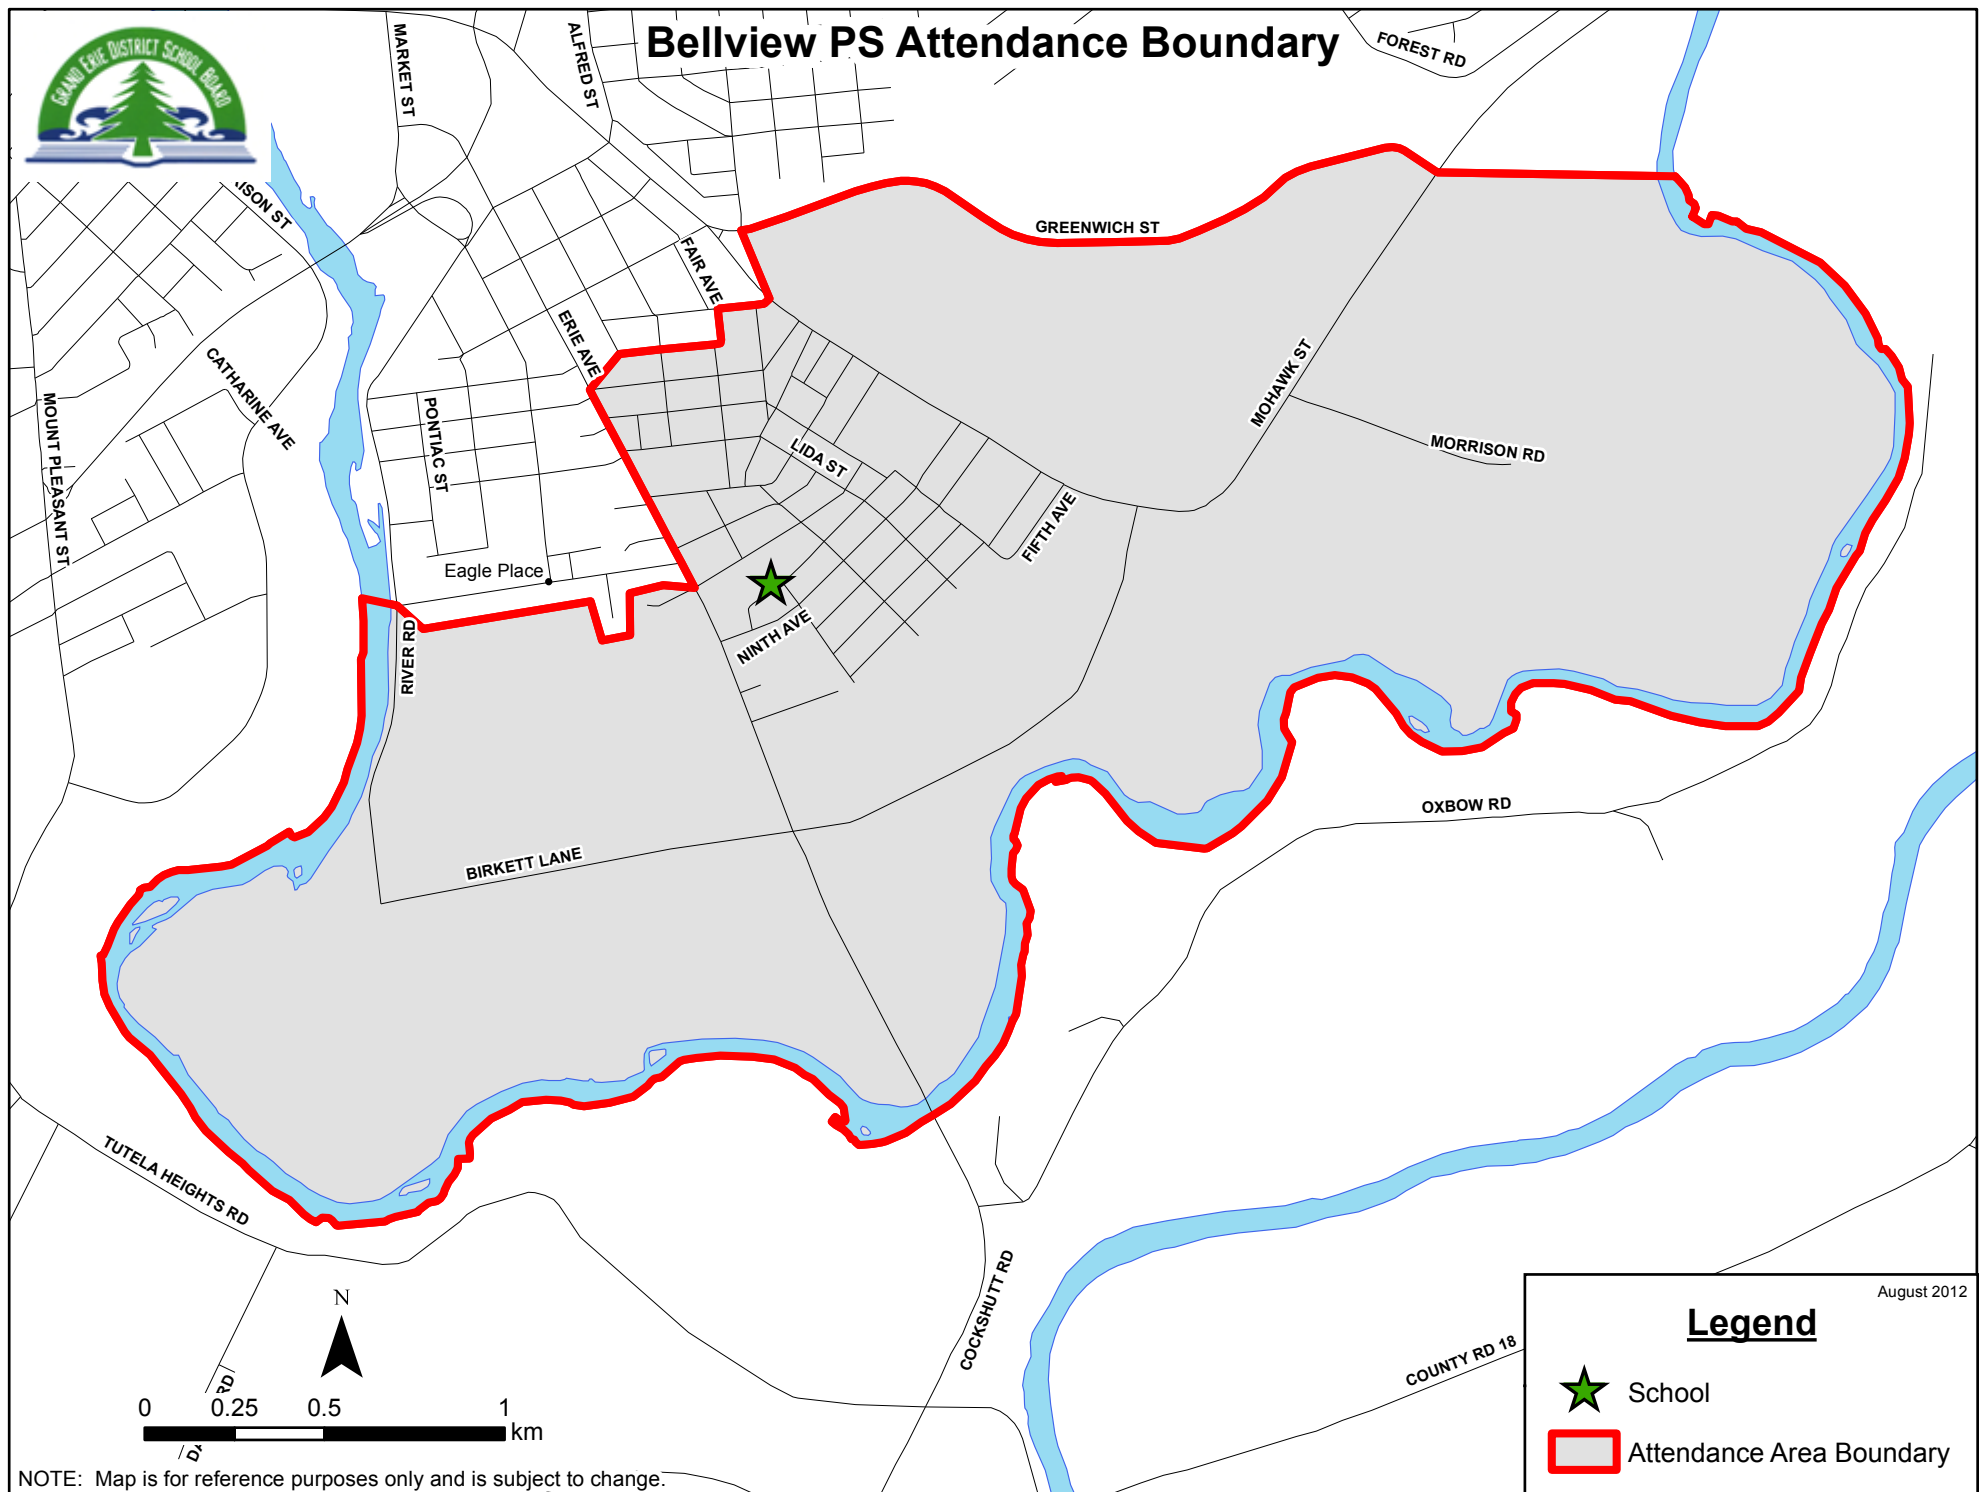 Bellview PS Attendance Boundary
GRAND ERIE DISTRICT SCHOOL BOARD
MARKET ST
ALFRED ST
FOREST RD
GREENWICH ST
FAIR AVE
ERIE AVE
CATHARINE AVE
MOUNT PLEASANT ST
PONTIAC ST
LIDA ST
MOHAWK ST
MORRISON RD
FIFTH AVE
Eagle Place
NINTH AVE
RIVER RD
BIRKETT LANE
OXBOW RD
TUTELA HEIGHTS RD
COCKSHUTT RD
COUNTY RD 18
N
0 0.25 0.5 1
km
RD
NOTE: Map is for reference purposes only and is subject to change.
August 2012
Legend
School
Attendance Area Boundary